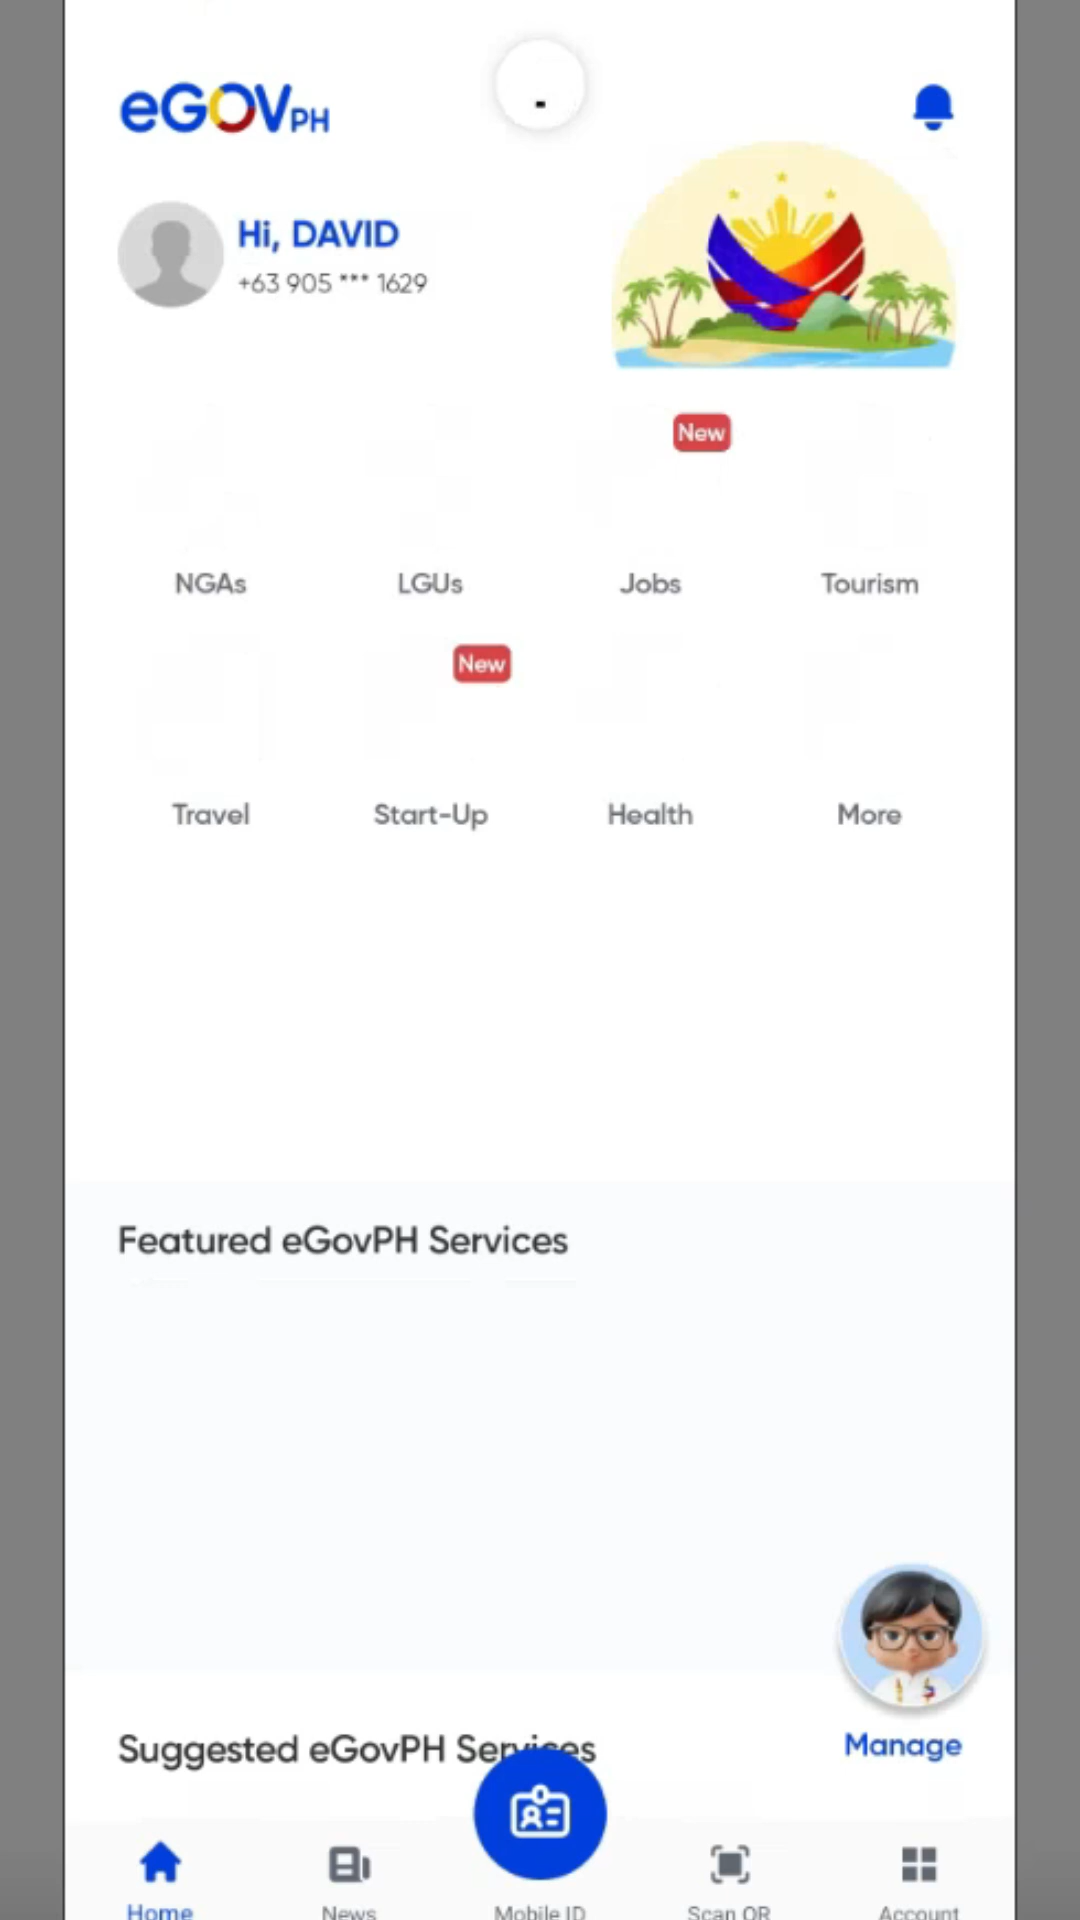 eGOVPH
Hi, DAVID
+63 905 *** 1629
New
NGAs
LGUs
Jobs
Tourism
New
Travel
Start-Up
Health
More
Featured eGovPH Services
Suggested eGovPH Services
Manage
Home
News
Mobile ID
Scan QR
Account